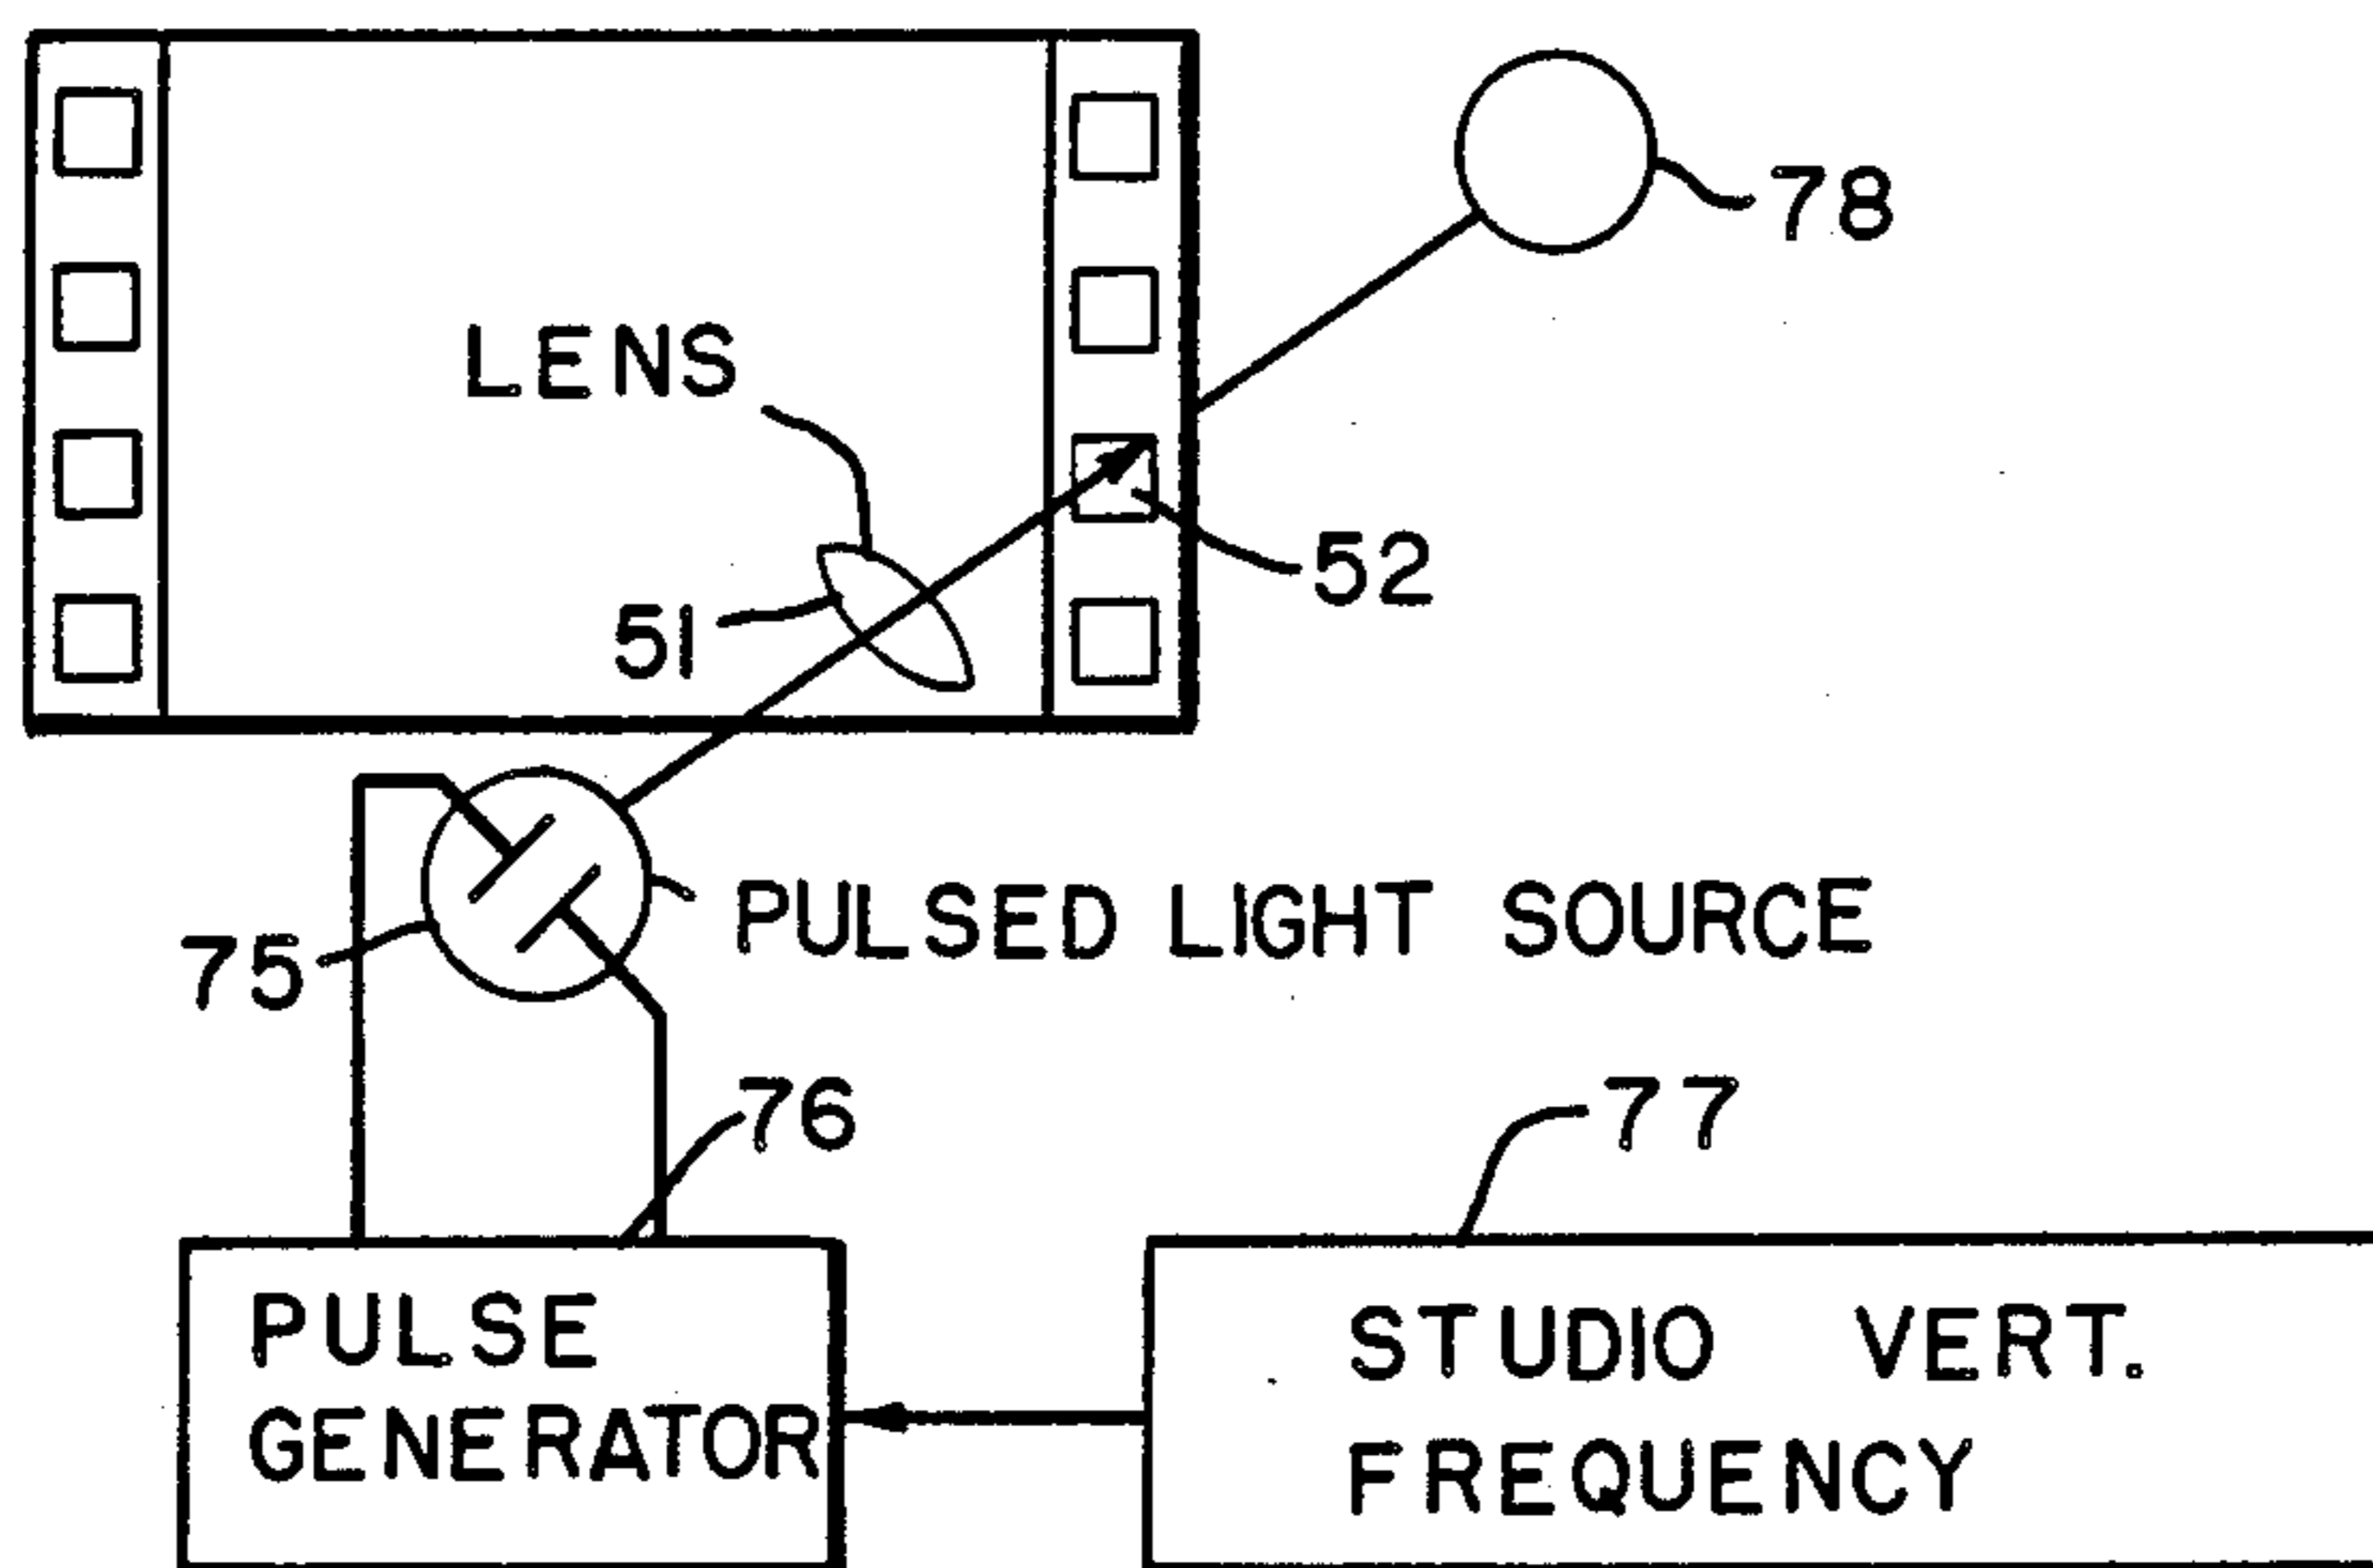 78
LENS
52
51
PULSED LIGHT SOURCE
75
76
77
PULSE
GENERATOR
STUDIO VERT.
FREQUENCY